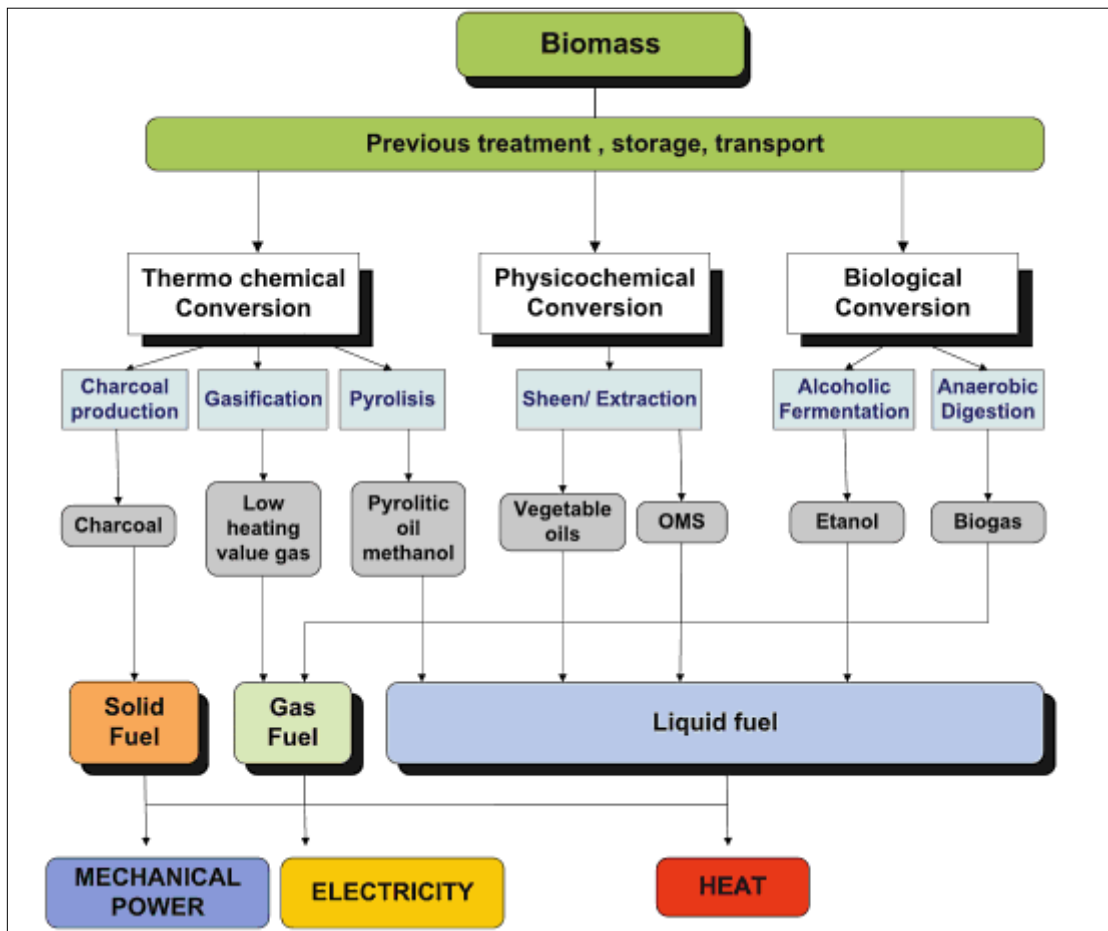 Biomass
Previous treatment , storage, transport
Thermo chemical
Conversion
Physicochemical
Conversion
Biological
Conversion
Charcoal
production
Gasification
Pyrolisis
Sheen/ Extraction
Alcoholic
Fermentation
Anaerobic
Digestion
Charcoal
Low
heating
value gas
Pyrolitic
oil
methanol
Vegetable
oils
OMS
Etanol
Biogas
Solid
Fuel
Gas
Fuel
Liquid fuel
MECHANICAL
POWER
ELECTRICITY
HEAT